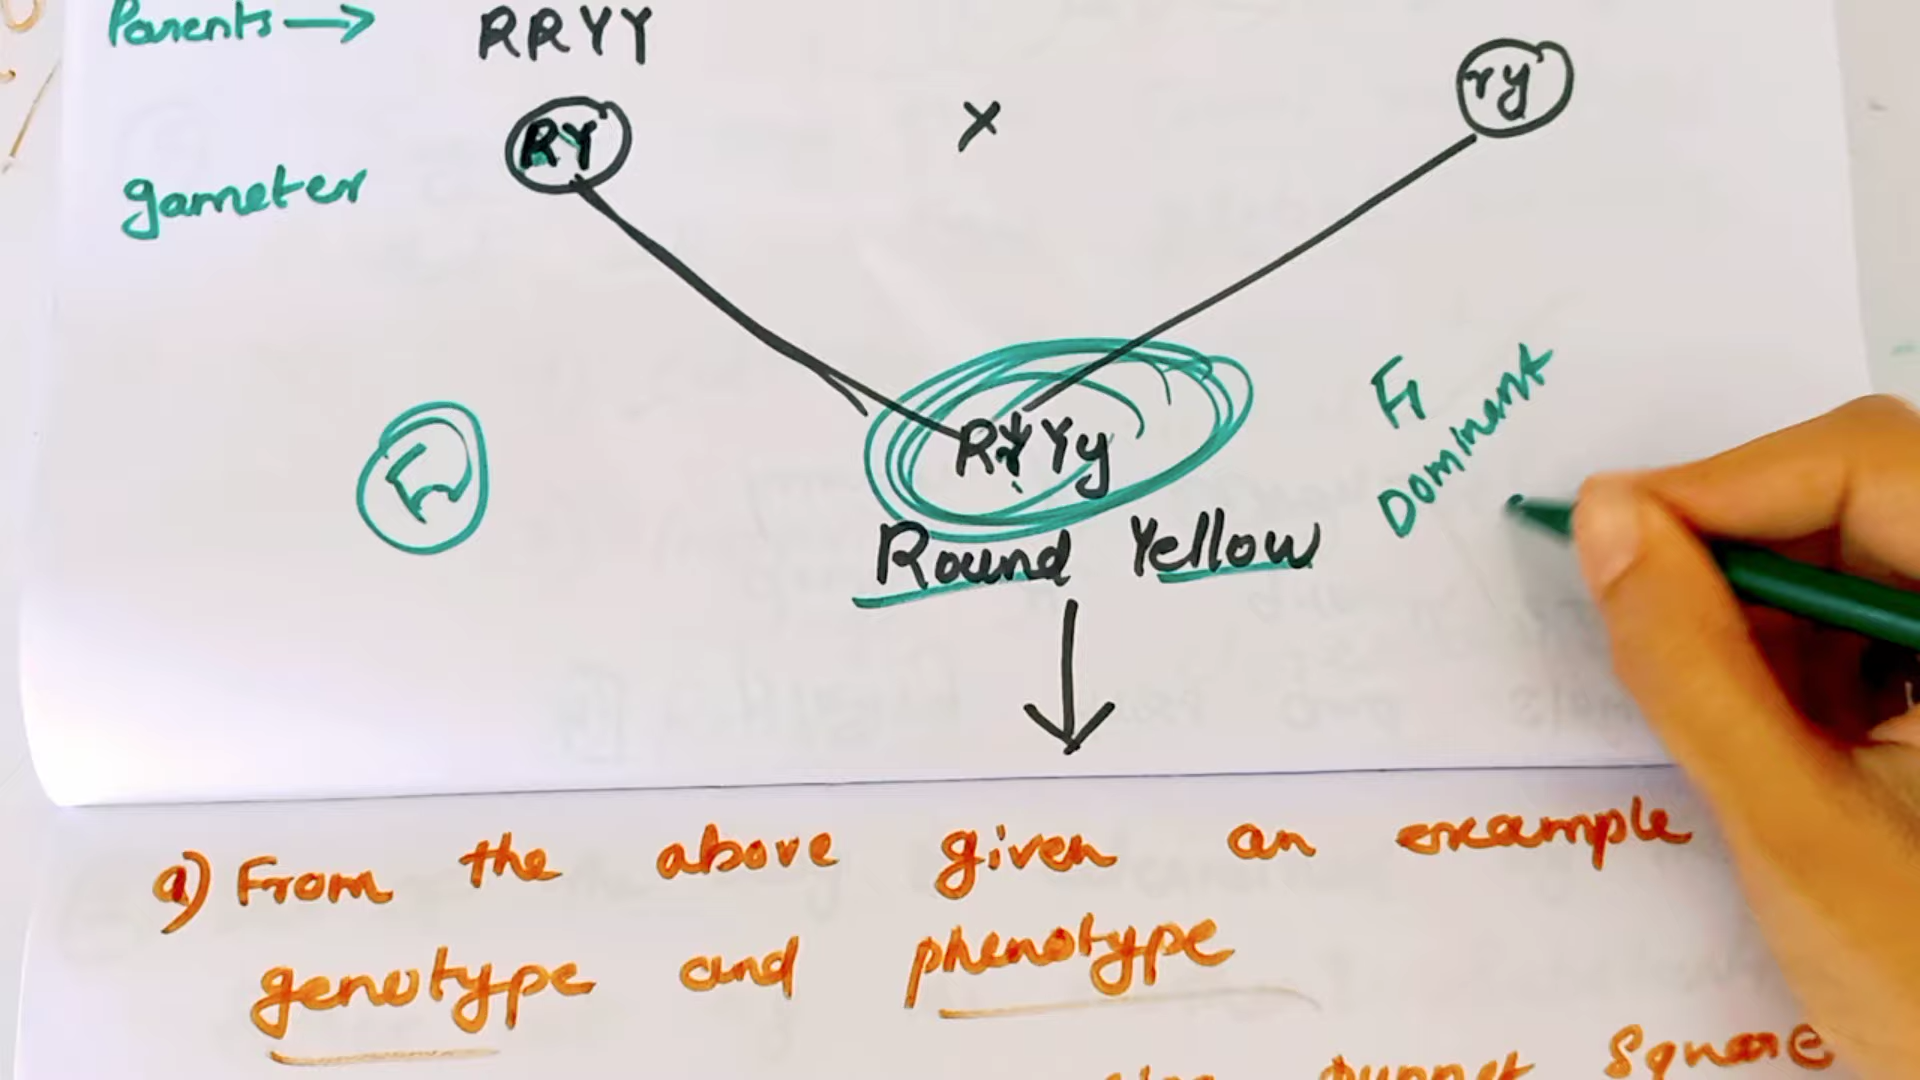 Parents → RRYY
RY × ry
gameter
F1
Dominant
RrYy
Round Yellow
a) From the above given an example
genotype and phenotype
punnet Square